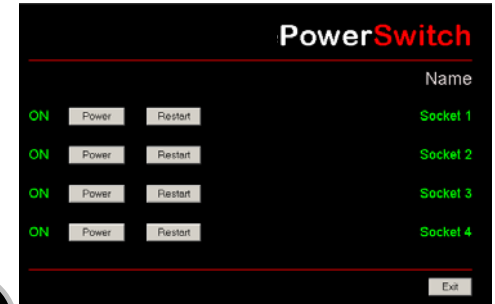 PowerSwitch
Name
ON Power Restart Socket 1
ON Power Restart Socket 2
ON Power Restart Socket 3
ON Power Restart Socket 4
Exit